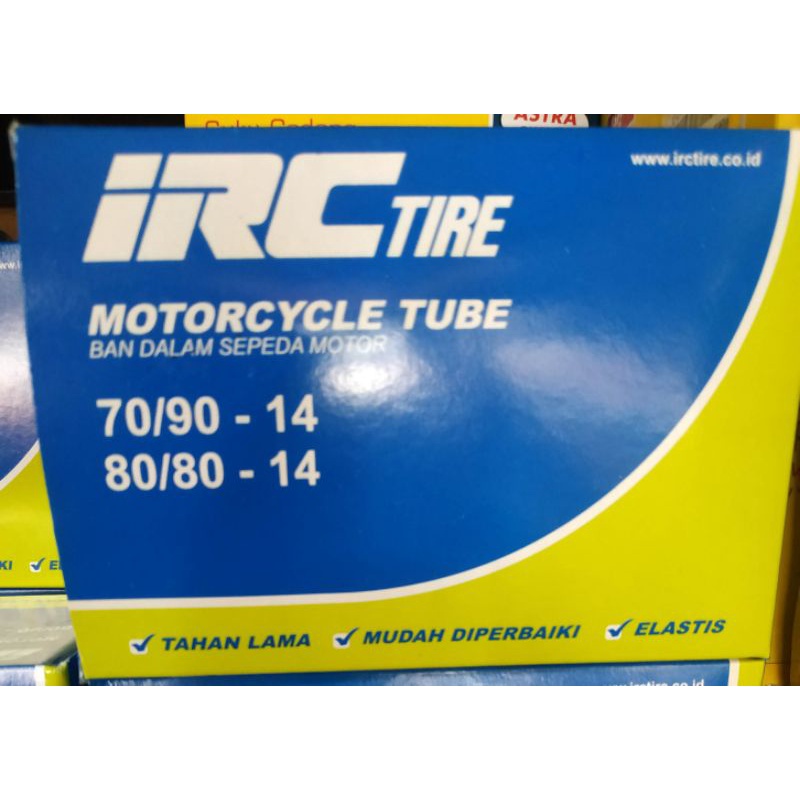 ASTRA
www.irctire.co.id
iRC TIRE
MOTORCYCLE TUBE
BAN DALAM SEPEDA MOTOR
70/90 - 14
80/80 - 14
TAHAN LAMA MUDAH DIPERBAIKI ELASTIS